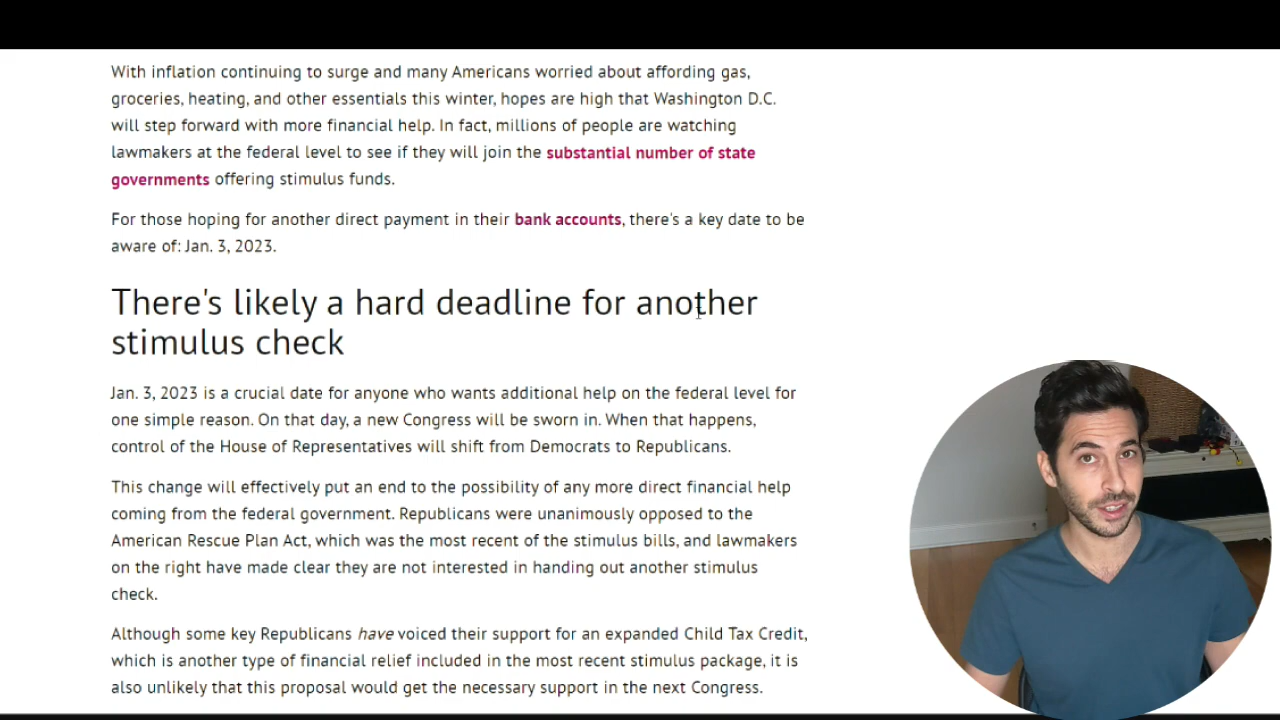 With inflation continuing to surge and many Americans worried about affording gas,
groceries, heating, and other essentials this winter, hopes are high that Washington D.C.
will step forward with more financial help. In fact, millions of people are watching
lawmakers at the federal level to see if they will join the substantial number of state
governments offering stimulus funds.
For those hoping for another direct payment in their bank accounts, there's a key date to be
aware of: Jan. 3, 2023.
There's likely a hard deadline for another
stimulus check
Jan. 3, 2023 is a crucial date for anyone who wants additional help on the federal level for
one simple reason. On that day, a new Congress will be sworn in. When that happens,
control of the House of Representatives will shift from Democrats to Republicans.
This change will effectively put an end to the possibility of any more direct financial help
coming from the federal government. Republicans were unanimously opposed to the
American Rescue Plan Act, which was the most recent of the stimulus bills, and lawmakers
on the right have made clear they are not interested in handing out another stimulus
check.
Although some key Republicans have voiced their support for an expanded Child Tax Credit,
which is another type of financial relief included in the most recent stimulus package, it is
also unlikely that this proposal would get the necessary support in the next Congress.